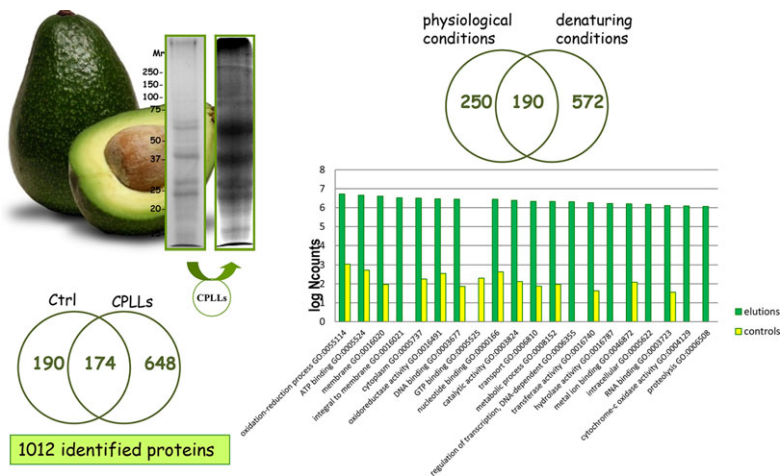 physiological
conditions
denaturing
conditions
250
190
572
Mr
250-
150-
100-
75-
50-
37-
25-
20-
CPLLs
Ctrl
CPLLs
190
174
648
1012 identified proteins
log Ncounts
8
7
6
5
4
3
2
1
0
elutions
controls
oxidation-reduction process GO:0055114
ATP binding GO:0005524
membrane GO:0016020
integral to membrane GO:0016021
cytoplasm GO:0005737
oxidoreductase activity GO:0016491
DNA binding GO:0003677
GTP binding GO:0005525
nucleotide binding GO:0000166
catalytic activity GO:0003824
transport GO:0006810
metabolic process GO:0008152
regulation of transcription, DNA-dependent GO:0006355
transferase activity GO:0016740
hydrolase activity GO:0016787
metal ion binding GO:0046872
intracellular GO:0005622
RNA binding GO:0003723
cytochrome-c oxidase activity GO:0004129
proteolysis GO:0006508